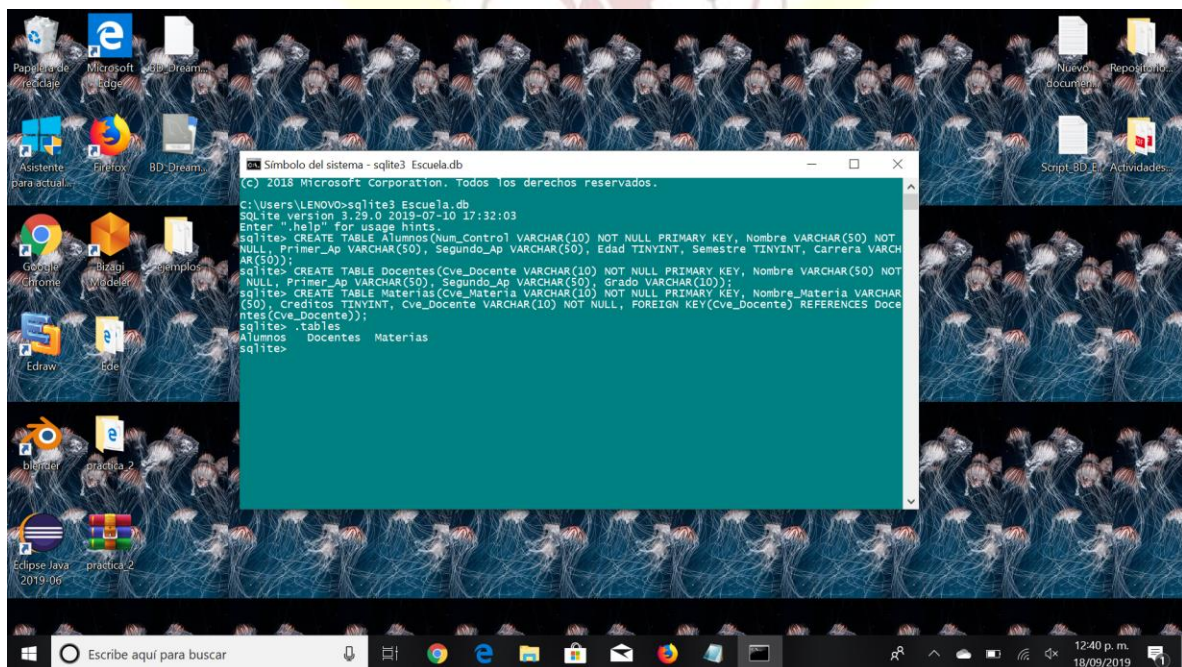 Papelera de
reciclaje
Microsoft
Edge
BD_Dream...
Nuevo
documen...
Repositorio...
Asistente
para actual...
Firefox
BD_Dream...
Script_BD_E...
Actividades...
Google
Chrome
Bizagi
Modeler
ejemplos
Edraw
Ede
blender
practica_2
Eclipse Java
2019-06
practica_2
Símbolo del sistema - sqlite3 Escuela.db
(c) 2018 Microsoft Corporation. Todos los derechos reservados.
C:\Users\LENOVO>sqlite3 Escuela.db
SQLite version 3.29.0 2019-07-10 17:32:03
Enter ".help" for usage hints.
sqlite> CREATE TABLE Alumnos(Num_Control VARCHAR(10) NOT NULL PRIMARY KEY, Nombre VARCHAR(50) NOT
NULL, Primer_Ap VARCHAR(50), Segundo_Ap VARCHAR(50), Edad TINYINT, Semestre TINYINT, Carrera VARCH
AR(50));
sqlite> CREATE TABLE Docentes(Cve_Docente VARCHAR(10) NOT NULL PRIMARY KEY, Nombre VARCHAR(50) NOT
NULL, Primer_Ap VARCHAR(50), Segundo_Ap VARCHAR(50), Grado VARCHAR(10));
sqlite> CREATE TABLE Materias(Cve_Materia VARCHAR(10) NOT NULL PRIMARY KEY, Nombre_Materia VARCHAR
(50), Creditos TINYINT, Cve_Docente VARCHAR(10) NOT NULL, FOREIGN KEY(Cve_Docente) REFERENCES Doce
ntes(Cve_Docente));
sqlite> .tables
Alumnos Docentes Materias
sqlite>
Escribe aquí para buscar
12:40 p. m.
18/09/2019